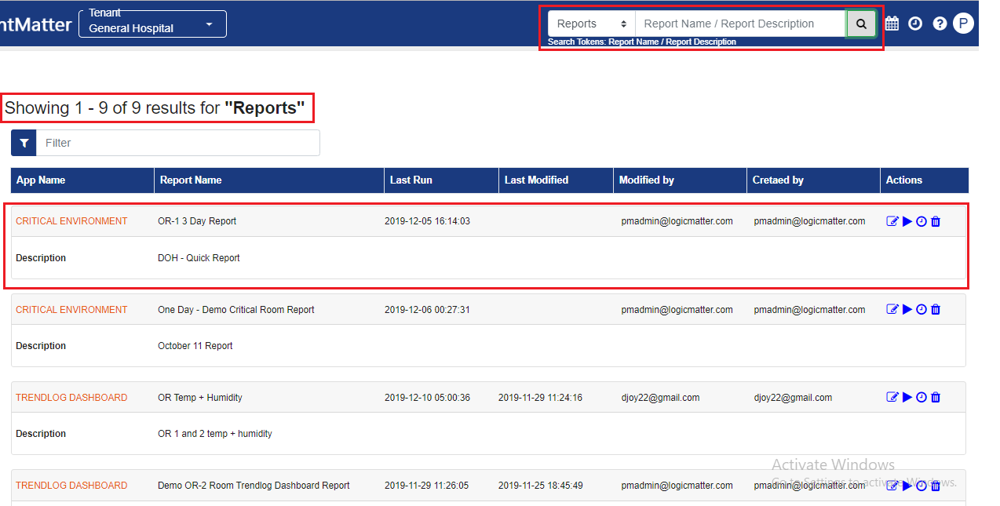 ntMatter
Tenant
General Hospital
Reports
Report Name / Report Description
Search Tokens: Report Name / Report Description
?
P
Showing 1 - 9 of 9 results for "Reports"
Filter
App Name Report Name Last Run Last Modified Modified by Cretaed by Actions
CRITICAL ENVIRONMENT OR-1 3 Day Report 2019-12-05 16:14:03 pmadmin@logicmatter.com pmadmin@logicmatter.com
Description DOH - Quick Report
CRITICAL ENVIRONMENT One Day - Demo Critical Room Report 2019-12-06 00:27:31 pmadmin@logicmatter.com pmadmin@logicmatter.com
Description October 11 Report
TRENDLOG DASHBOARD OR Temp + Humidity 2019-12-10 05:00:36 2019-11-29 11:24:16 djoy22@gmail.com djoy22@gmail.com
Description OR 1 and 2 temp + humidity
Activate Windows
Go to Settings to activate Windows.
TRENDLOG DASHBOARD Demo OR-2 Room Trendlog Dashboard Report 2019-11-29 11:26:05 2019-11-25 18:45:49 pmadmin@logicmatter.com pmadmin@logicmatter.com